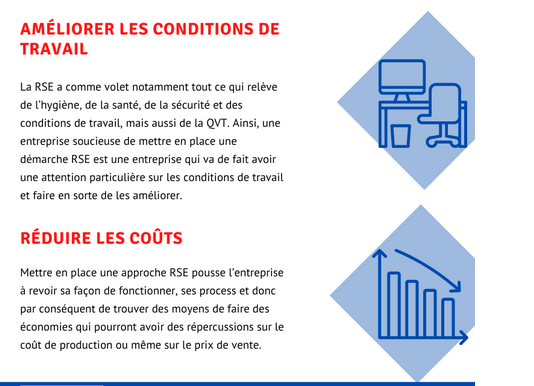 AMÉLIORER LES CONDITIONS DE
TRAVAIL
La RSE a comme volet notamment tout ce qui relève
de l'hygiène, de la santé, de la sécurité et des
conditions de travail, mais aussi de la QVT. Ainsi, une
entreprise soucieuse de mettre en place une
démarche RSE est une entreprise qui va de fait avoir
une attention particulière sur les conditions de travail
et faire en sorte de les améliorer.
RÉDUIRE LES COÛTS
Mettre en place une approche RSE pousse l'entreprise
à revoir sa façon de fonctionner, ses process et donc
par conséquent de trouver des moyens de faire des
économies qui pourront avoir des répercussions sur le
coût de production ou même sur le prix de vente.